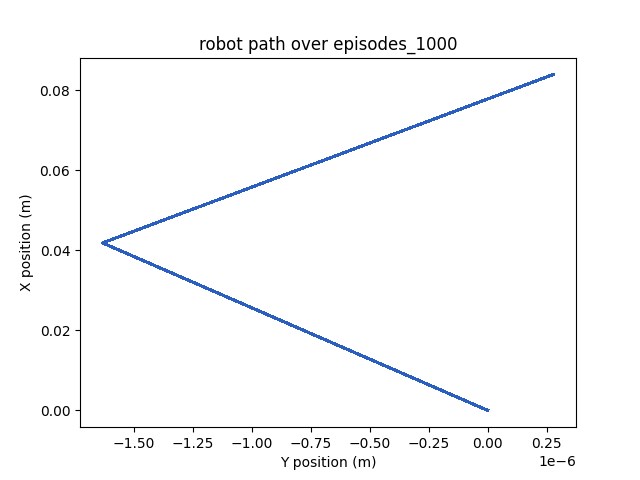 robot path over episodes_1000
0.08
0.06
0.04
0.02
0.00
X position (m)
−1.50 −1.25 −1.00 −0.75 −0.50 −0.25 0.00 0.25
Y position (m)
1e−6